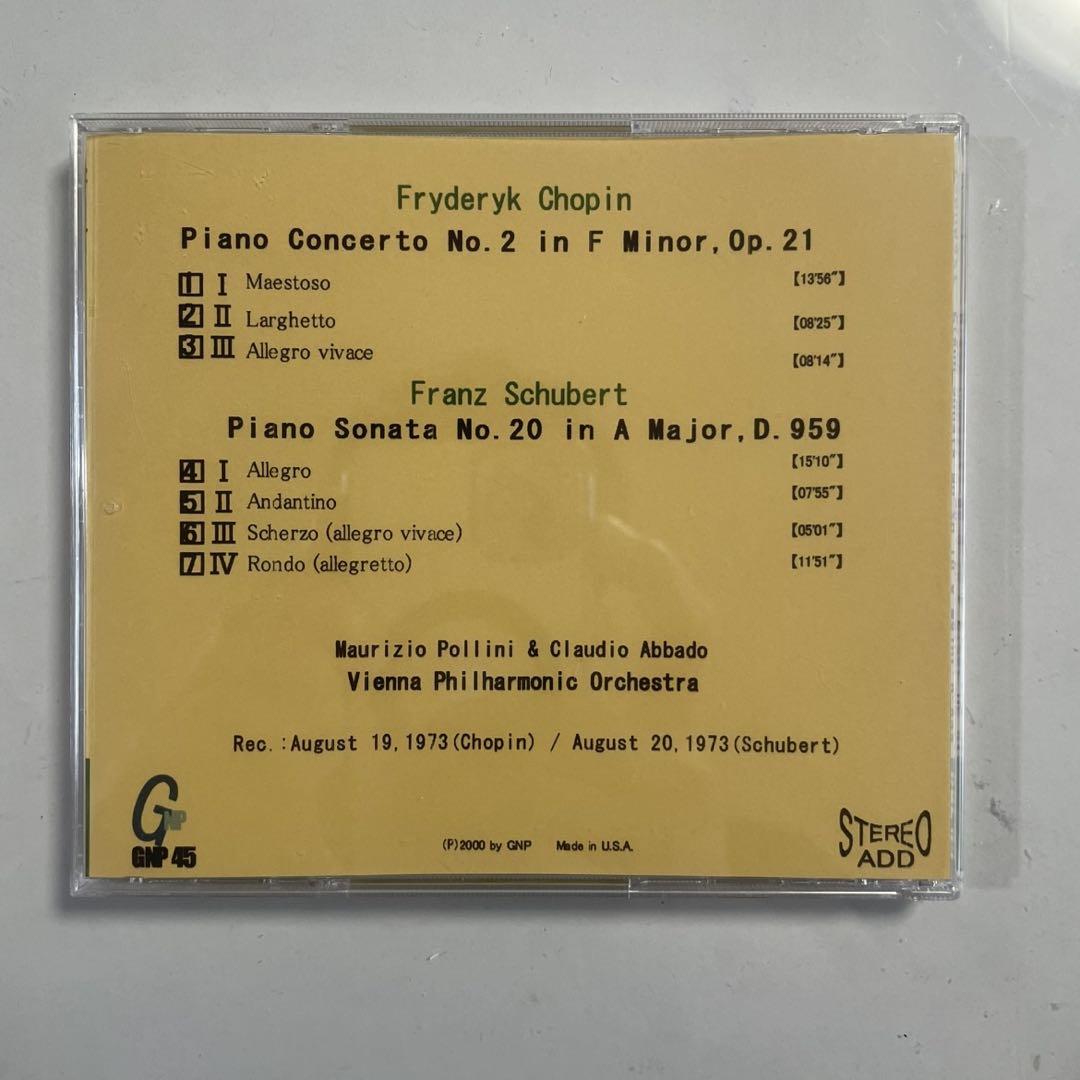 Fryderyk Chopin
Piano Concerto No.2 in F Minor,Op.21
1 I Maestoso 【13'56"】
2 II Larghetto 【08'25"】
3 III Allegro vivace 【08'14"】
Franz Schubert
Piano Sonata No.20 in A Major,D.959
4 I Allegro 【15'10"】
5 II Andantino 【07'55"】
6 III Scherzo (allegro vivace) 【05'01"】
7 IV Rondo (allegretto) 【11'51"】
Maurizio Pollini & Claudio Abbado
Vienna Philharmonic Orchestra
Rec.:August 19,1973(Chopin) / August 20,1973(Schubert)
GNP
GNP 45
(P)2000 by GNP Made in U.S.A.
STEREO
ADD